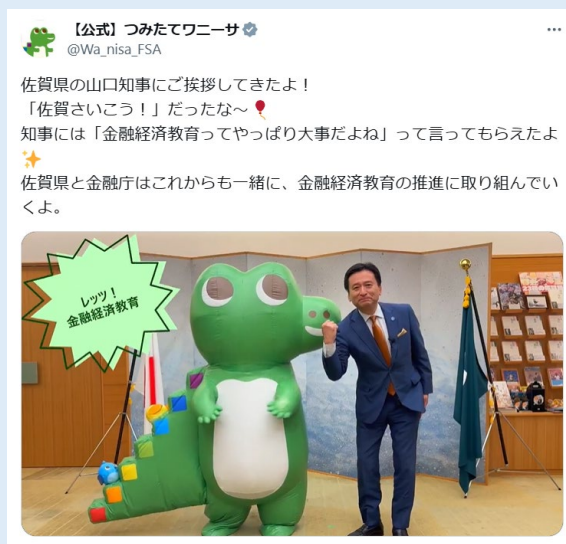 【公式】つみたてワニーサ
@Wa_nisa_FSA
佐賀県の山口知事にご挨拶してきたよ！
「佐賀さいこう！」だったな～🎈
知事には「金融経済教育ってやっぱり大事だよね」って言ってもらえたよ
✨
佐賀県と金融庁はこれからも一緒に、金融経済教育の推進に取り組んでい
くよ。
レッツ！
金融経済教育